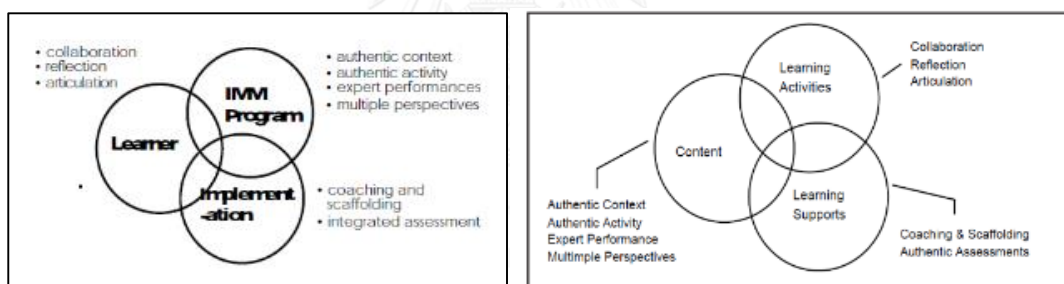 • collaboration
• reflection
• articulation
• authentic context
• authentic activity
• expert performances
• multiple perspectives
IMM
Program
Learner
Implement
-ation
• coaching and
scaffolding
• integrated assessment
Learning
Activities
Collaboration
Reflection
Articulation
Content
Learning
Supports
Authentic Context
Authentic Activity
Expert Performance
Multimple Perspectives
Coaching & Scaffolding
Authentic Assessments